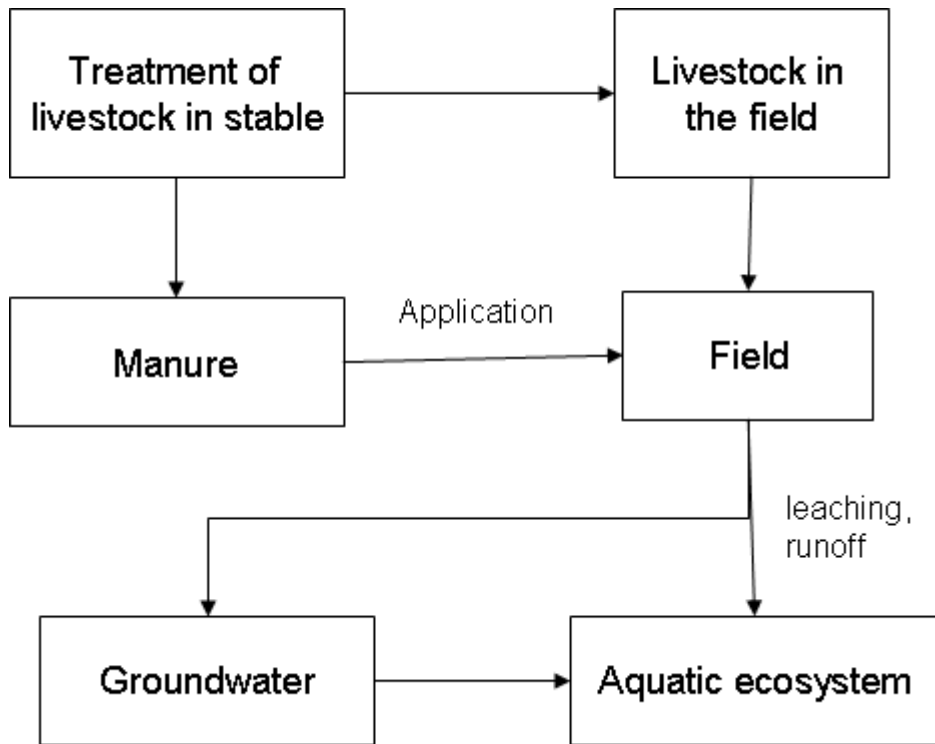 Treatment of
livestock in stable
Livestock in
the field
Application
Manure
Field
leaching,
runoff
Groundwater
Aquatic ecosystem